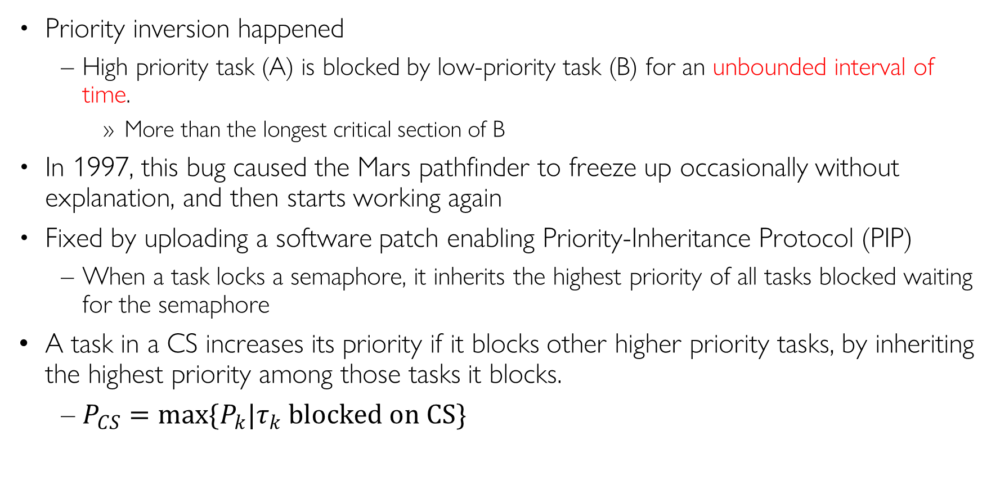 • Priority inversion happened
– High priority task (A) is blocked by low-priority task (B) for an unbounded interval of
time.
» More than the longest critical section of B
• In 1997, this bug caused the Mars pathfinder to freeze up occasionally without
explanation, and then starts working again
• Fixed by uploading a software patch enabling Priority-Inheritance Protocol (PIP)
– When a task locks a semaphore, it inherits the highest priority of all tasks blocked waiting
for the semaphore
• A task in a CS increases its priority if it blocks other higher priority tasks, by inheriting
the highest priority among those tasks it blocks.
– P_{CS} = max{P_k|τ_k blocked on CS}